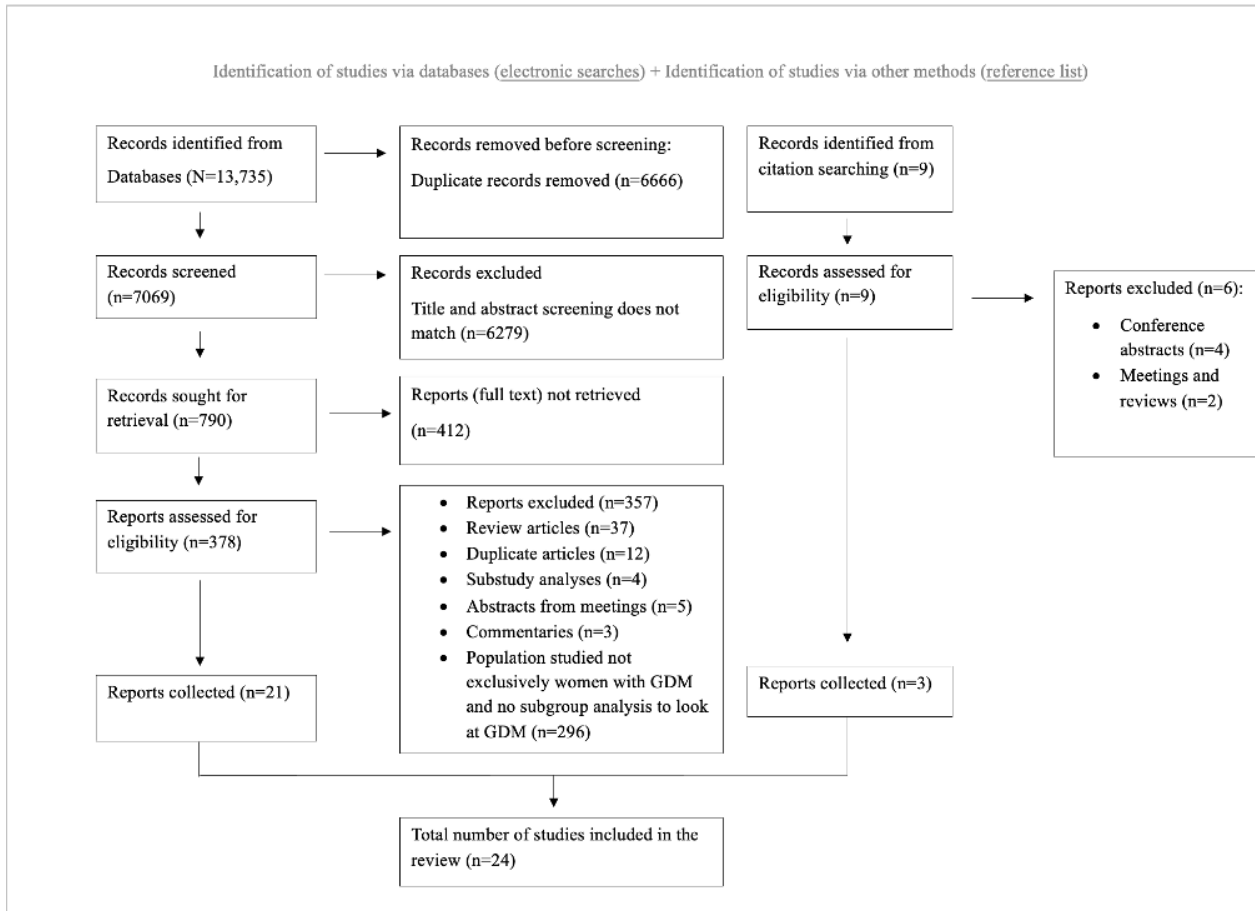 Identification of studies via databases (electronic searches) + Identification of studies via other methods (reference list)
Records identified from
Databases (N=13,735)
Records removed before screening:
Duplicate records removed (n=6666)
Records identified from
citation searching (n=9)
Records screened
(n=7069)
Records excluded
Title and abstract screening does not
match (n=6279)
Records assessed for
eligibility (n=9)
Reports excluded (n=6):
• Conference
abstracts (n=4)
• Meetings and
reviews (n=2)
Records sought for
retrieval (n=790)
Reports (full text) not retrieved
(n=412)
Reports assessed for
eligibility (n=378)
• Reports excluded (n=357)
• Review articles (n=37)
• Duplicate articles (n=12)
• Substudy analyses (n=4)
• Abstracts from meetings (n=5)
• Commentaries (n=3)
• Population studied not
exclusively women with GDM
and no subgroup analysis to look
at GDM (n=296)
Reports collected (n=21)
Reports collected (n=3)
Total number of studies included in the
review (n=24)